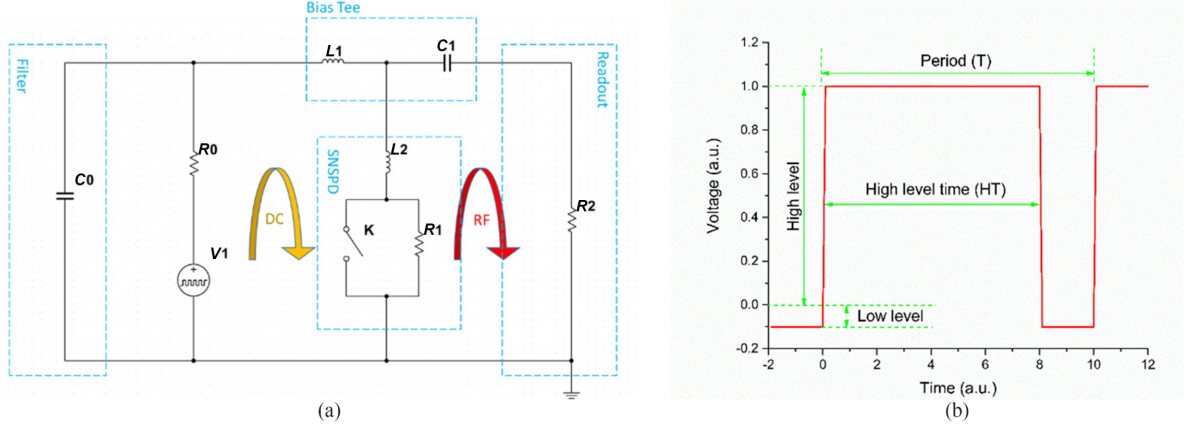 Bias Tee
L1
C1
Filter
Readout
R0
C0
SNSPD
L2
DC
K
R1
RF
R2
V1
+
(a)
1.2
1.0
0.8
0.6
0.4
0.2
0.0
-0.2
Voltage (a.u.)
Period (T)
High level
High level time (HT)
Low level
-2
0
2
4
6
8
10
12
Time (a.u.)
(b)